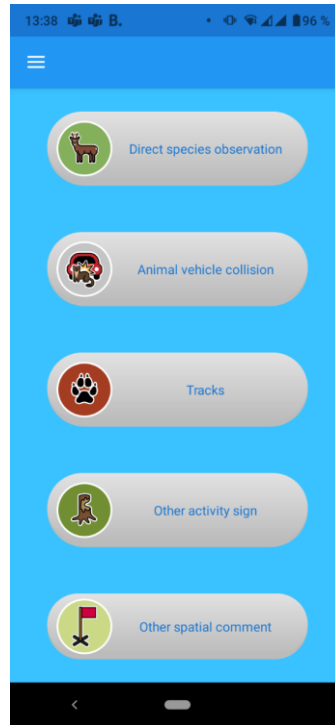 13:38 B. 96 %
Direct species observation
Animal vehicle collision
Tracks
Other activity sign
Other spatial comment